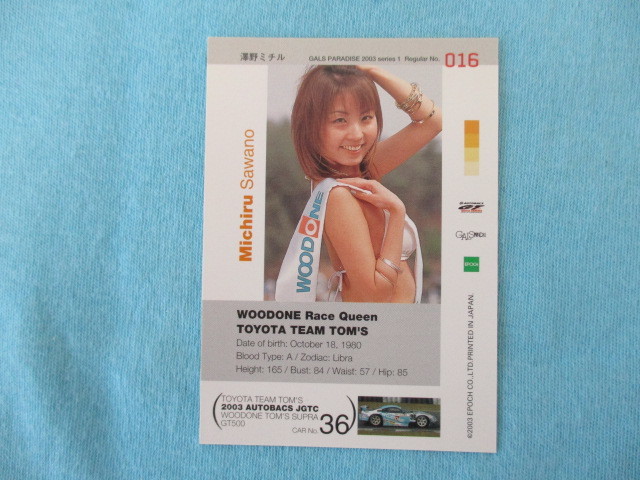 澤野ミチル
GALS PARADISE 2003 series 1 Regular No. 016
Michiru Sawano
WOODONE
GT
GALS
EPOCH
WOODONE Race Queen
TOYOTA TEAM TOM'S
Date of birth: October 18, 1980
Blood Type: A / Zodiac: Libra
Height: 165 / Bust: 84 / Waist: 57 / Hip: 85
TOYOTA TEAM TOM'S
2003 AUTOBACS JGTC
WOODONE TOM'S SUPRA
GT500
CAR No. 36
©2003 EPOCH CO.,LTD.PRINTED IN JAPAN.